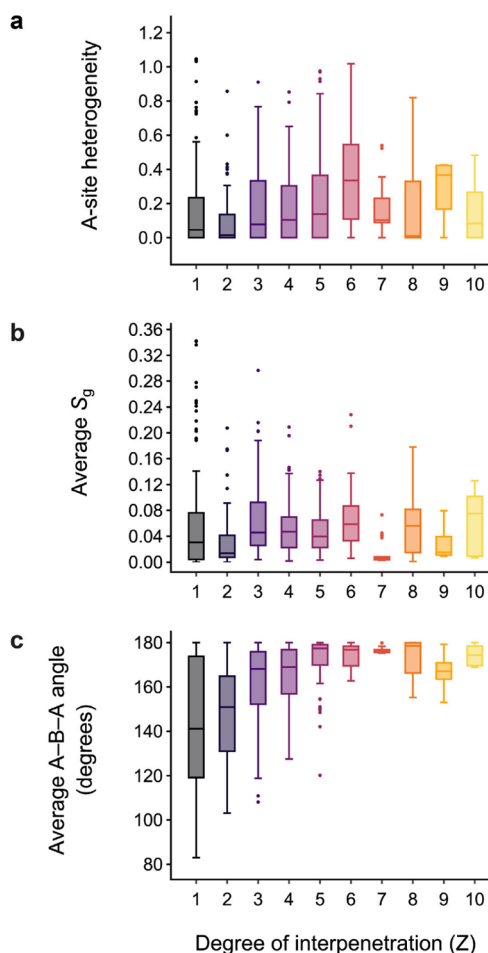 a
A-site heterogeneity
1.2
1.0
0.8
0.6
0.4
0.2
0.0
1 2 3 4 5 6 7 8 9 10
b
Average Sg
0.36
0.32
0.28
0.24
0.20
0.16
0.12
0.08
0.04
0.00
1 2 3 4 5 6 7 8 9 10
c
Average A–B–A angle
(degrees)
180
160
140
120
100
80
1 2 3 4 5 6 7 8 9 10
Degree of interpenetration (Z)